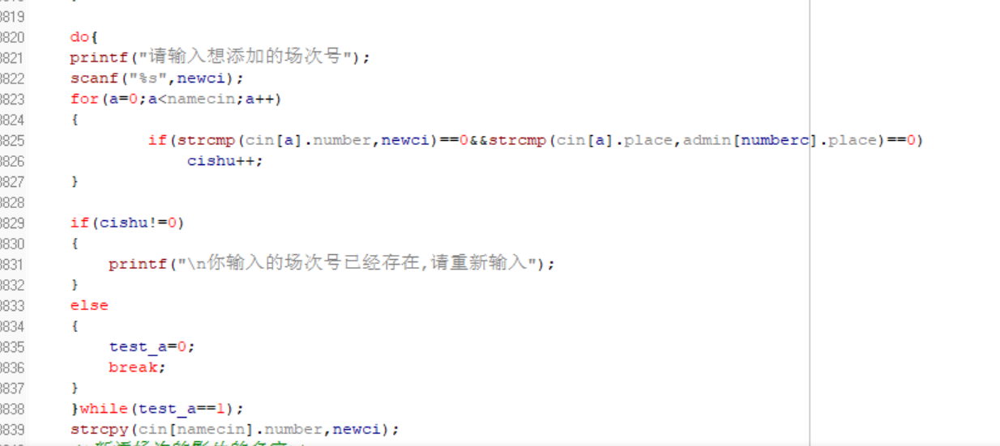 3819
3820 do{
3821 printf("请输入想添加的场次号");
3822 scanf("%s",newci);
3823 for(a=0;a<namecin;a++)
3824 {
3825 if(strcmp(cin[a].number,newci)==0&&strcmp(cin[a].place,admin[numberc].place)==0)
3826 cishu++;
3827 }
3828
3829 if(cishu!=0)
3830 {
3831 printf("\n你输入的场次号已经存在,请重新输入");
3832 }
3833 else
3834 {
3835 test_a=0;
3836 break;
3837 }
3838 }while(test_a==1);
3839 strcpy(cin[namecin].number,newci);